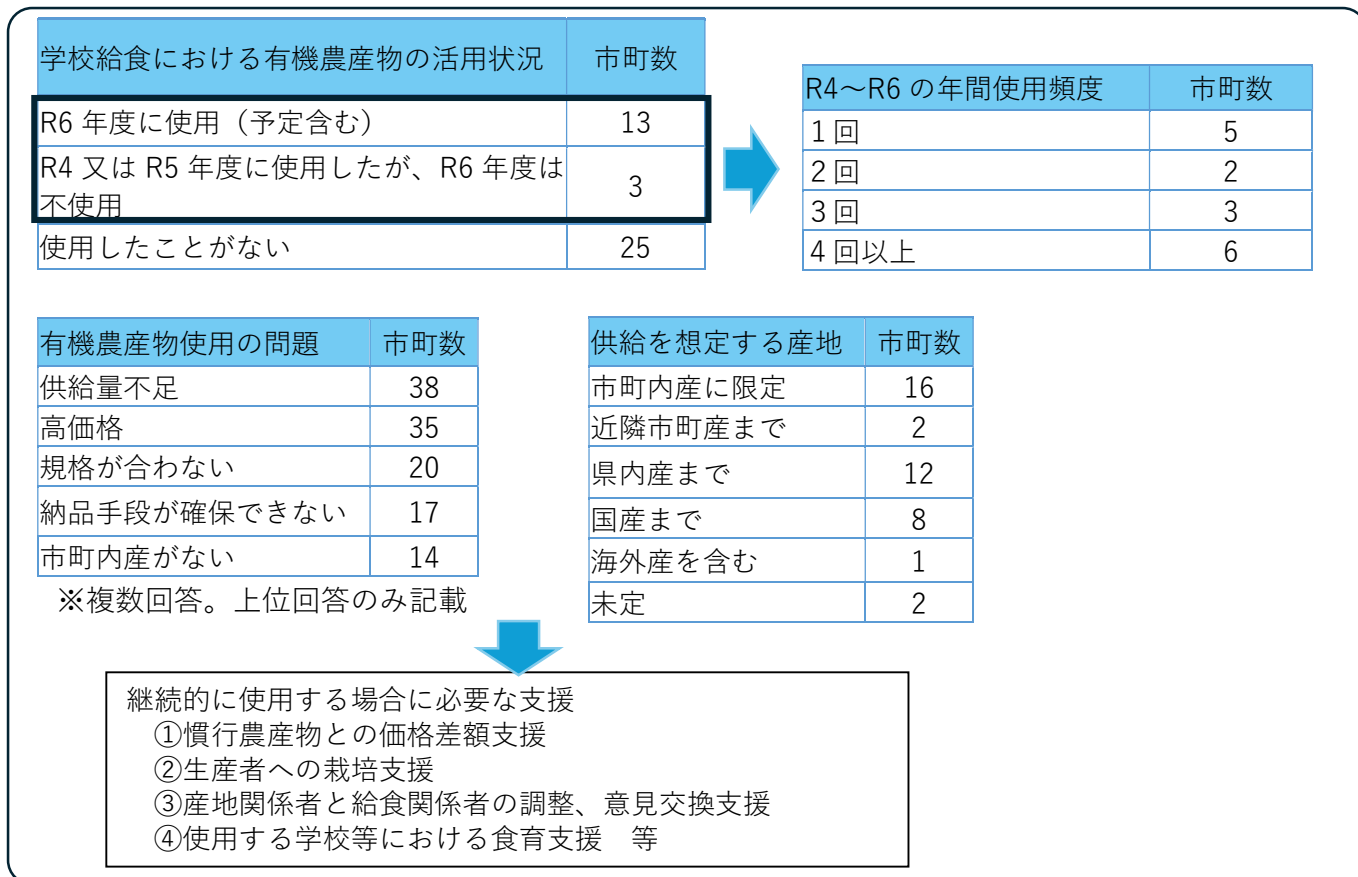 学校給食における有機農産物の活用状況 市町数
R6 年度に使用（予定含む） 13
R4 又は R5 年度に使用したが、R6 年度は
不使用 3
使用したことがない 25
R4～R6 の年間使用頻度 市町数
１回 5
２回 2
３回 3
４回以上 6
有機農産物使用の問題 市町数
供給量不足 38
高価格 35
規格が合わない 20
納品手段が確保できない 17
市町内産がない 14
※複数回答。上位回答のみ記載
供給を想定する産地 市町数
市町内産に限定 16
近隣市町産まで 2
県内産まで 12
国産まで 8
海外産を含む 1
未定 2
継続的に使用する場合に必要な支援
①慣行農産物との価格差額支援
②生産者への栽培支援
③産地関係者と給食関係者の調整、意見交換支援
④使用する学校等における食育支援　等